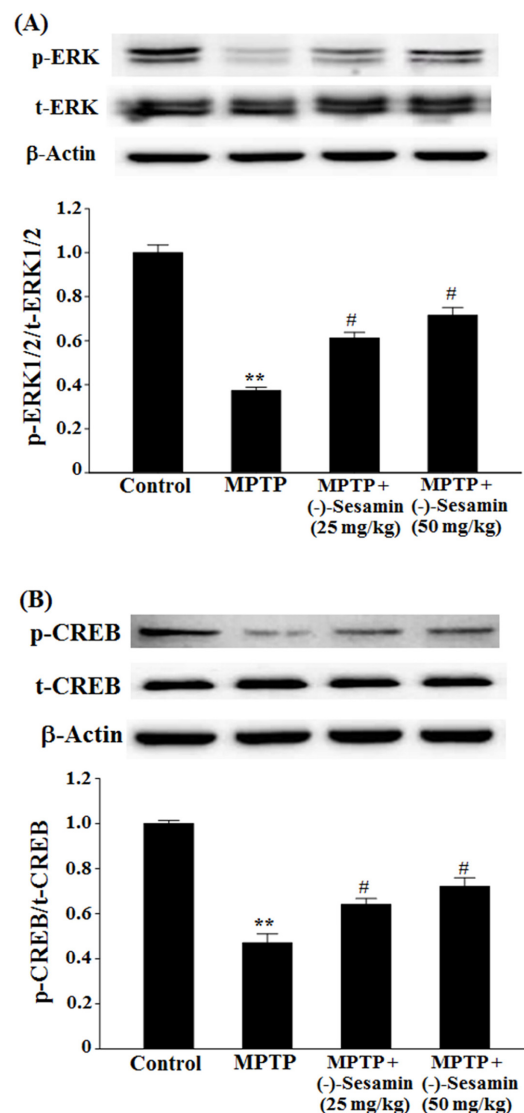 (A)
p-ERK
t-ERK
β-Actin
p-ERK1/2/t-ERK1/2
1.2
1.0
0.8
0.6
0.4
0.2
0
**
#
#
Control
MPTP
MPTP +
(-)-Sesamin
(25 mg/kg)
MPTP +
(-)-Sesamin
(50 mg/kg)
(B)
p-CREB
t-CREB
β-Actin
p-CREB/t-CREB
1.2
1.0
0.8
0.6
0.4
0.2
0
**
#
#
Control
MPTP
MPTP +
(-)-Sesamin
(25 mg/kg)
MPTP +
(-)-Sesamin
(50 mg/kg)